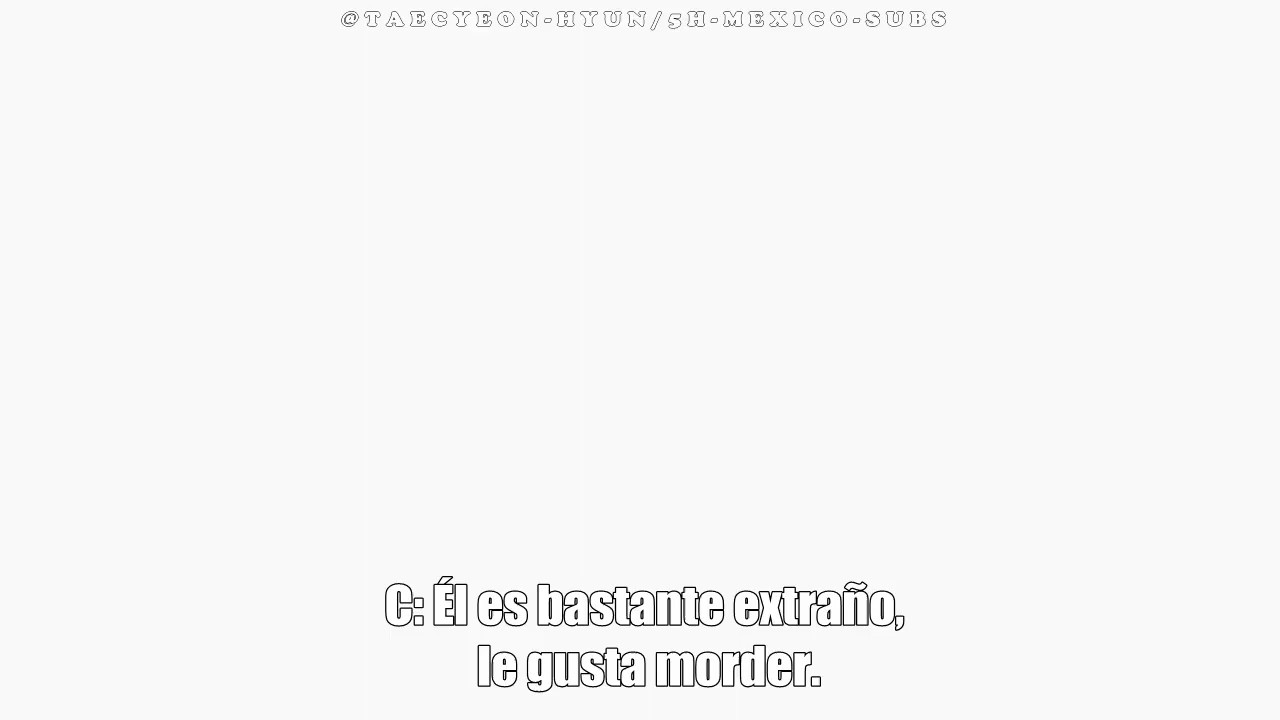 @TAECYEON-HYUN/5H-MEXICO-SUBS
C: Él es bastante extraño,
le gusta morder.